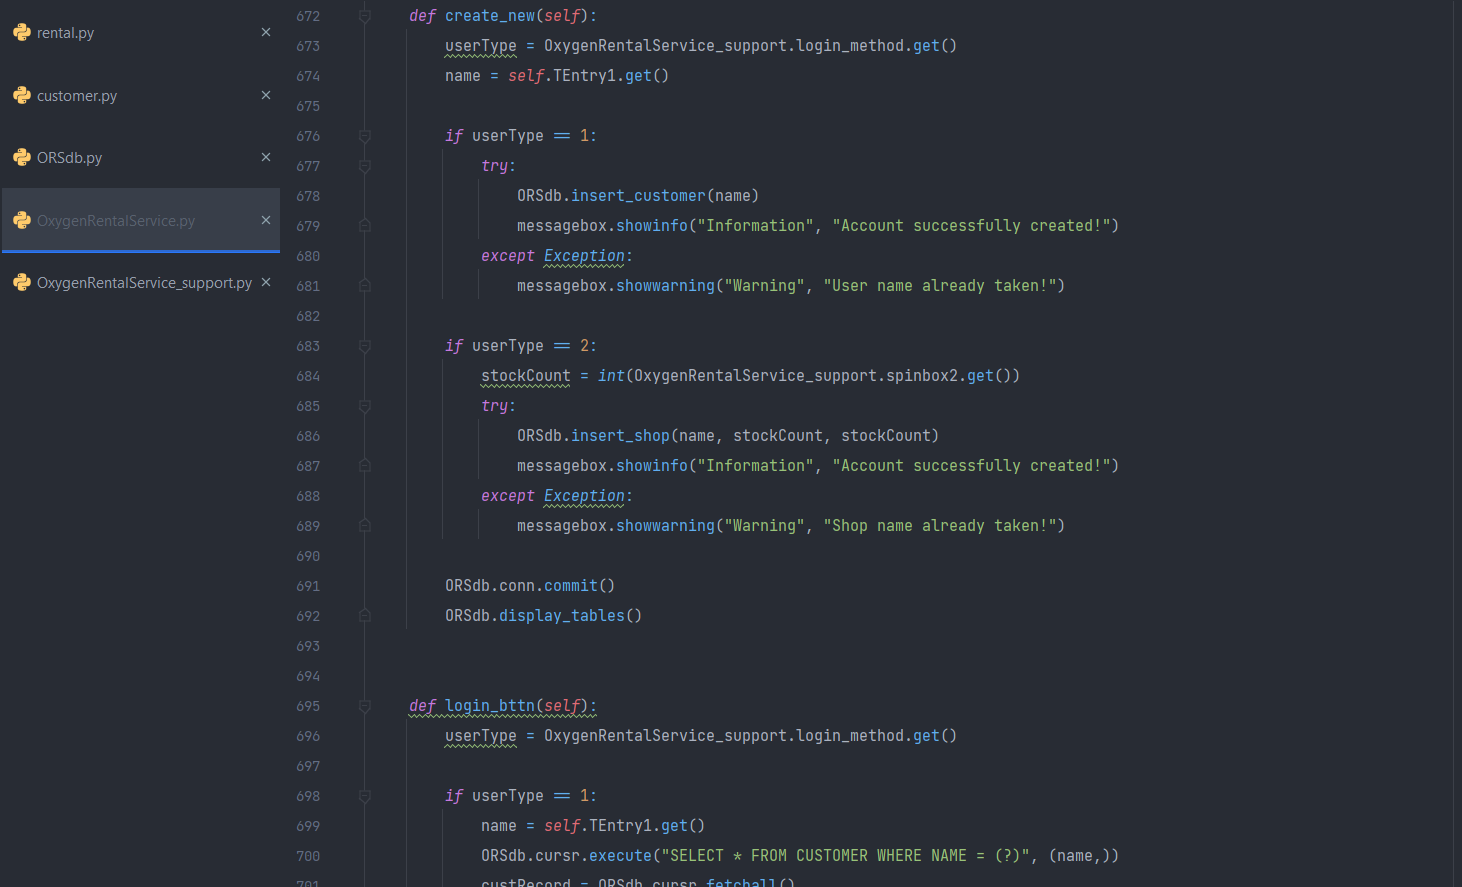 rental.py
customer.py
ORSdb.py
OxygenRentalService.py
OxygenRentalService_support.py
672 def create_new(self):
673 userType = OxygenRentalService_support.login_method.get()
674 name = self.TEntry1.get()
675
676 if userType == 1:
677 try:
678 ORSdb.insert_customer(name)
679 messagebox.showinfo("Information", "Account successfully created!")
680 except Exception:
681 messagebox.showwarning("Warning", "User name already taken!")
682
683 if userType == 2:
684 stockCount = int(OxygenRentalService_support.spinbox2.get())
685 try:
686 ORSdb.insert_shop(name, stockCount, stockCount)
687 messagebox.showinfo("Information", "Account successfully created!")
688 except Exception:
689 messagebox.showwarning("Warning", "Shop name already taken!")
690
691 ORSdb.conn.commit()
692 ORSdb.display_tables()
693
694
695 def login_bttn(self):
696 userType = OxygenRentalService_support.login_method.get()
697
698 if userType == 1:
699 name = self.TEntry1.get()
700 ORSdb.cursr.execute("SELECT * FROM CUSTOMER WHERE NAME = (?)", (name,))
701 custRecord = ORSdb.cursr.fetchall()